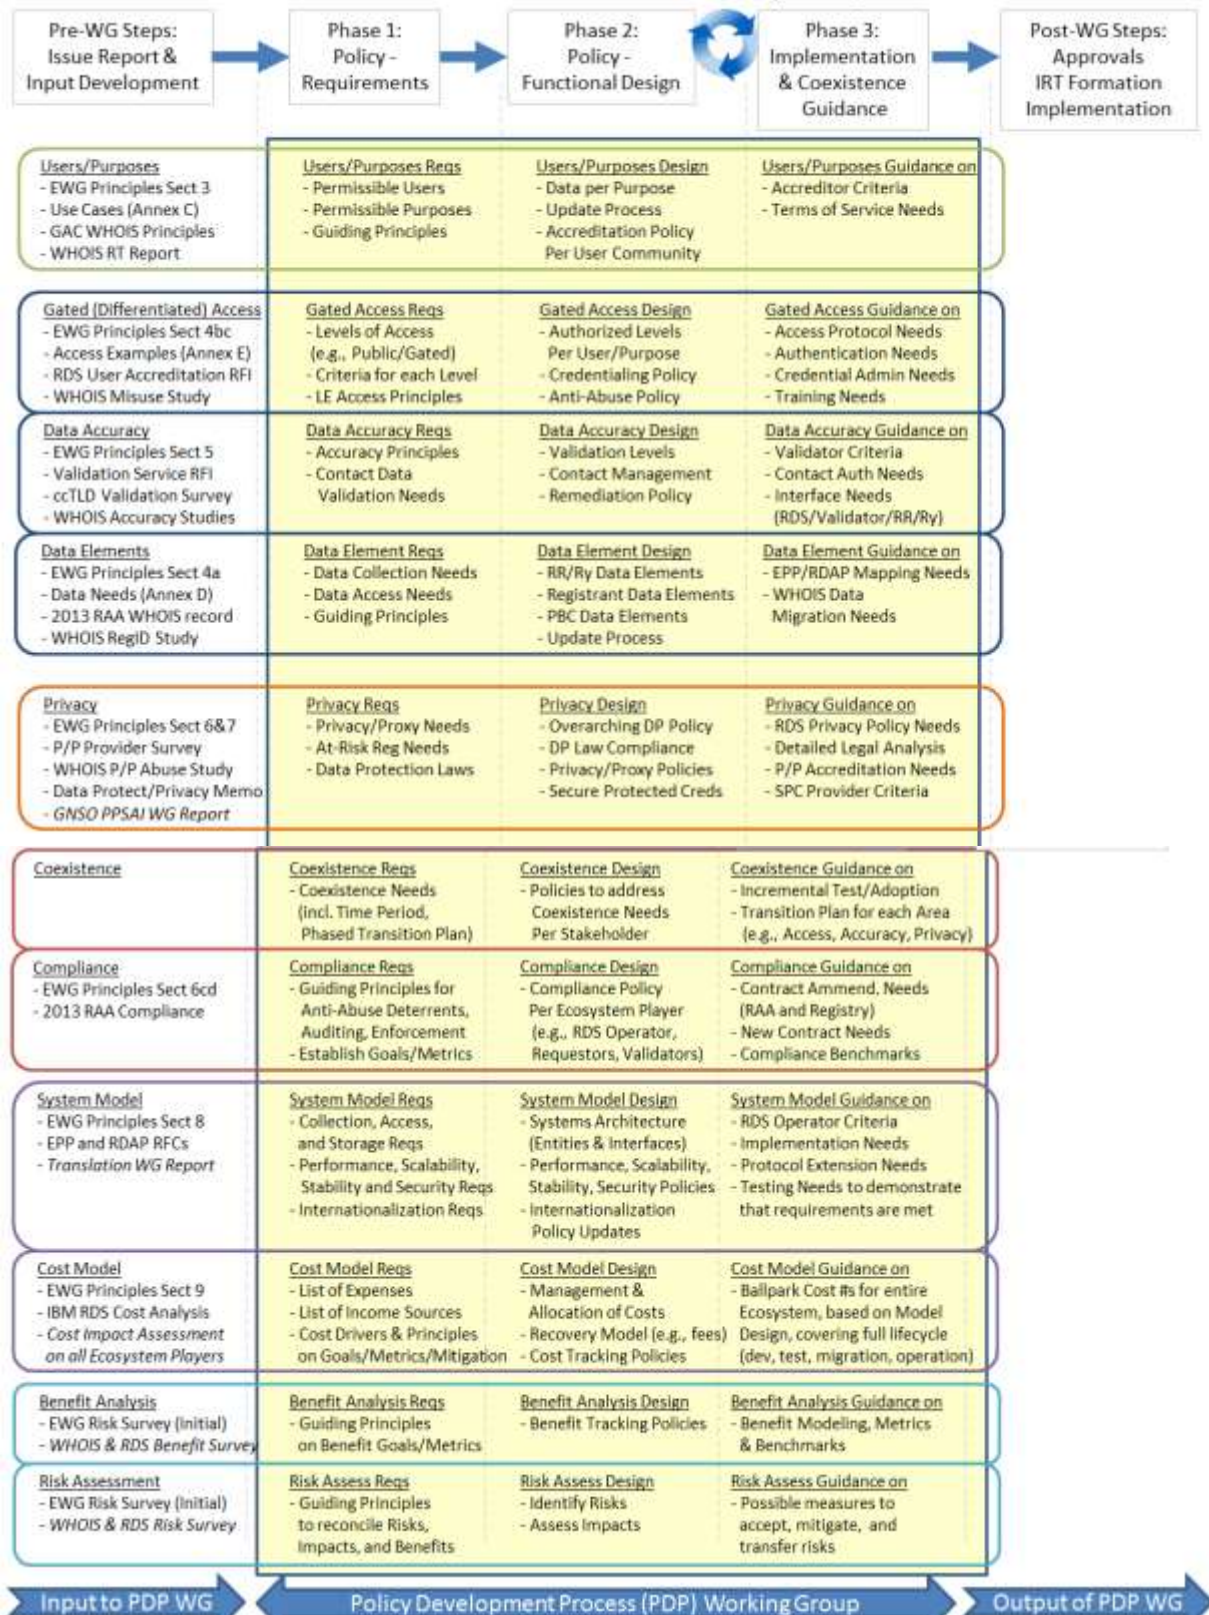 Pre-WG Steps:
Issue Report &
Input Development
Phase 1:
Policy -
Requirements
Phase 2:
Policy -
Functional Design
Phase 3:
Implementation
& Coexistence
Guidance
Post-WG Steps:
Approvals
IRT Formation
Implementation
Users/Purposes
- EWG Principles Sect 3
- Use Cases (Annex C)
- GAC WHOIS Principles
- WHOIS RT Report
Users/Purposes Reqs
- Permissible Users
- Permissible Purposes
- Guiding Principles
Users/Purposes Design
- Data per Purpose
- Update Process
- Accreditation Policy
Per User Community
Users/Purposes Guidance on
- Accreditor Criteria
- Terms of Service Needs
Gated (Differentiated) Access
- EWG Principles Sect 4bc
- Access Examples (Annex E)
- RDS User Accreditation RFI
- WHOIS Misuse Study
Gated Access Reqs
- Levels of Access
(e.g., Public/Gated)
- Criteria for each Level
- LE Access Principles
Gated Access Design
- Authorized Levels
Per User/Purpose
- Credentialing Policy
- Anti-Abuse Policy
Gated Access Guidance on
- Access Protocol Needs
- Authentication Needs
- Credential Admin Needs
- Training Needs
Data Accuracy
- EWG Principles Sect 5
- Validation Service RFI
- ccTLD Validation Survey
- WHOIS Accuracy Studies
Data Accuracy Reqs
- Accuracy Principles
- Contact Data
Validation Needs
Data Accuracy Design
- Validation Levels
- Contact Management
- Remediation Policy
Data Accuracy Guidance on
- Validator Criteria
- Contact Auth Needs
- Interface Needs
(RDS/Validator/RR/Ry)
Data Elements
- EWG Principles Sect 4a
- Data Needs (Annex D)
- 2013 RAA WHOIS record
- WHOIS RegID Study
Data Element Reqs
- Data Collection Needs
- Data Access Needs
- Guiding Principles
Data Element Design
- RR/Ry Data Elements
- Registrant Data Elements
- PBC Data Elements
- Update Process
Data Element Guidance on
- EPP/RDAP Mapping Needs
- WHOIS Data
Migration Needs
Privacy
- EWG Principles Sect 6&7
- P/P Provider Survey
- WHOIS P/P Abuse Study
- Data Protect/Privacy Memo
- GNSO PPSAI WG Report
Privacy Reqs
- Privacy/Proxy Needs
- At-Risk Reg Needs
- Data Protection Laws
Privacy Design
- Overarching DP Policy
- DP Law Compliance
- Privacy/Proxy Policies
- Secure Protected Creds
Privacy Guidance on
- RDS Privacy Policy Needs
- Detailed Legal Analysis
- P/P Accreditation Needs
- SPC Provider Criteria
Coexistence
Coexistence Reqs
- Coexistence Needs
(incl. Time Period,
Phased Transition Plan)
Coexistence Design
- Policies to address
Coexistence Needs
Per Stakeholder
Coexistence Guidance on
- Incremental Test/Adoption
- Transition Plan for each Area
(e.g., Access, Accuracy, Privacy)
Compliance
- EWG Principles Sect 6cd
- 2013 RAA Compliance
Compliance Reqs
- Guiding Principles for
Anti-Abuse Deterrents,
Auditing, Enforcement
- Establish Goals/Metrics
Compliance Design
- Compliance Policy
Per Ecosystem Player
(e.g., RDS Operator,
Requestors, Validators)
Compliance Guidance on
- Contract Ammend, Needs
(RAA and Registry)
- New Contract Needs
- Compliance Benchmarks
System Model
- EWG Principles Sect 8
- EPP and RDAP RFCs
- Translation WG Report
System Model Reqs
- Collection, Access,
and Storage Reqs
- Performance, Scalability,
Stability and Security Reqs
- Internationalization Reqs
System Model Design
- Systems Architecture
(Entities & Interfaces)
- Performance, Scalability,
Stability, Security Policies
- Internationalization
Policy Updates
System Model Guidance on
- RDS Operator Criteria
- Implementation Needs
- Protocol Extension Needs
- Testing Needs to demonstrate
that requirements are met
Cost Model
- EWG Principles Sect 9
- IBM RDS Cost Analysis
- Cost Impact Assessment
on all Ecosystem Players
Cost Model Reqs
- List of Expenses
- List of Income Sources
- Cost Drivers & Principles
on Goals/Metrics/Mitigation
Cost Model Design
- Management &
Allocation of Costs
- Recovery Model (e.g., fees)
- Cost Tracking Policies
Cost Model Guidance on
- Ballpark Cost #s for entire
Ecosystem, based on Model
Design, covering full lifecycle
(dev, test, migration, operation)
Benefit Analysis
- EWG Risk Survey (Initial)
- WHOIS & RDS Benefit Survey
Benefit Analysis Reqs
- Guiding Principles
on Benefit Goals/Metrics
Benefit Analysis Design
- Benefit Tracking Policies
Benefit Analysis Guidance on
- Benefit Modeling, Metrics
& Benchmarks
Risk Assessment
- EWG Risk Survey (Initial)
- WHOIS & RDS Risk Survey
Risk Assess Reqs
- Guiding Principles
to reconcile Risks,
Impacts, and Benefits
Risk Assess Design
- Identify Risks
- Assess Impacts
Risk Assess Guidance on
- Possible measures to
accept, mitigate, and
transfer risks
Input to PDP WG
Policy Development Process (PDP) Working Group
Output of PDP WG